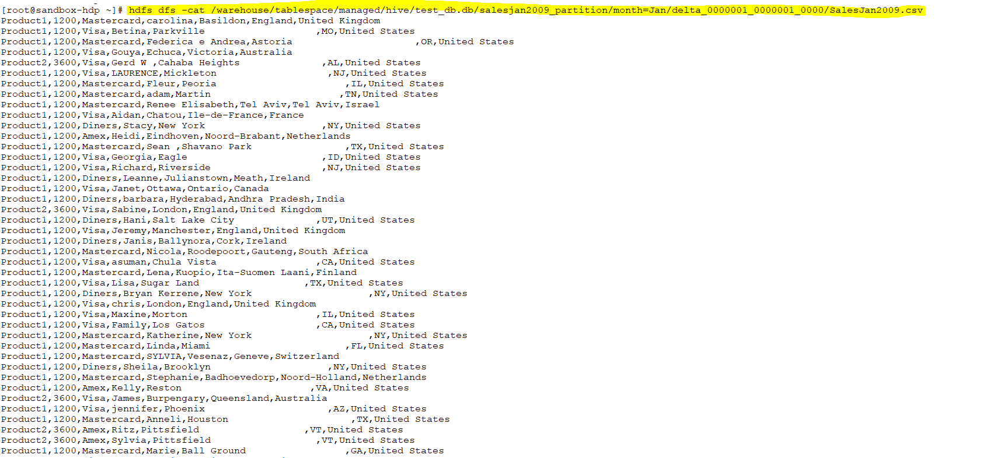 [root@sandbox-hdp ~]# hdfs dfs -cat /warehouse/tablespace/managed/hive/test_db.db/salesjan2009_partition/month=Jan/delta_0000001_0000001_0000/SalesJan2009.csv
Product1,1200,Mastercard,carolina,Basildon,England,United Kingdom
Product1,1200,Visa,Betina,Parkville                   ,MO,United States
Product1,1200,Mastercard,Federica e Andrea,Astoria                     ,OR,United States
Product1,1200,Visa,Gouya,Echuca,Victoria,Australia
Product2,3600,Visa,Gerd W ,Cahaba Heights              ,AL,United States
Product1,1200,Visa,LAURENCE,Mickleton                   ,NJ,United States
Product1,1200,Mastercard,Fleur,Peoria                      ,IL,United States
Product1,1200,Mastercard,adam,Martin                      ,TN,United States
Product1,1200,Mastercard,Renee Elisabeth,Tel Aviv,Tel Aviv,Israel
Product1,1200,Visa,Aidan,Chatou,Ile-de-France,France
Product1,1200,Diners,Stacy,New York                    ,NY,United States
Product1,1200,Amex,Heidi,Eindhoven,Noord-Brabant,Netherlands
Product1,1200,Mastercard,Sean ,Shavano Park                ,TX,United States
Product1,1200,Visa,Georgia,Eagle                       ,ID,United States
Product1,1200,Visa,Richard,Riverside                   ,NJ,United States
Product1,1200,Diners,Leanne,Julianstown,Meath,Ireland
Product1,1200,Visa,Janet,Ottawa,Ontario,Canada
Product1,1200,Diners,barbara,Hyderabad,Andhra Pradesh,India
Product2,3600,Visa,Sabine,London,England,United Kingdom
Product1,1200,Diners,Hani,Salt Lake City              ,UT,United States
Product1,1200,Visa,Jeremy,Manchester,England,United Kingdom
Product1,1200,Diners,Janis,Ballynora,Cork,Ireland
Product1,1200,Mastercard,Nicola,Roodepoort,Gauteng,South Africa
Product1,1200,Visa,asuman,Chula Vista                 ,CA,United States
Product1,1200,Mastercard,Lena,Kuopio,Ita-Suomen Laani,Finland
Product1,1200,Visa,Lisa,Sugar Land                  ,TX,United States
Product1,1200,Diners,Bryan Kerrene,New York                    ,NY,United States
Product1,1200,Visa,chris,London,England,United Kingdom
Product1,1200,Visa,Maxine,Morton                      ,IL,United States
Product1,1200,Visa,Family,Los Gatos                   ,CA,United States
Product1,1200,Mastercard,Katherine,New York                    ,NY,United States
Product1,1200,Mastercard,Linda,Miami                       ,FL,United States
Product1,1200,Mastercard,SYLVIA,Vesenaz,Geneve,Switzerland
Product1,1200,Diners,Sheila,Brooklyn                    ,NY,United States
Product1,1200,Mastercard,Stephanie,Badhoevedorp,Noord-Holland,Netherlands
Product1,1200,Amex,Kelly,Reston                      ,VA,United States
Product2,3600,Visa,James,Burpengary,Queensland,Australia
Product1,1200,Visa,jennifer,Phoenix                     ,AZ,United States
Product1,1200,Mastercard,Anneli,Houston                     ,TX,United States
Product2,3600,Amex,Ritz,Pittsfield                  ,VT,United States
Product2,3600,Amex,Sylvia,Pittsfield                   ,VT,United States
Product1,1200,Mastercard,Marie,Ball Ground                 ,GA,United States